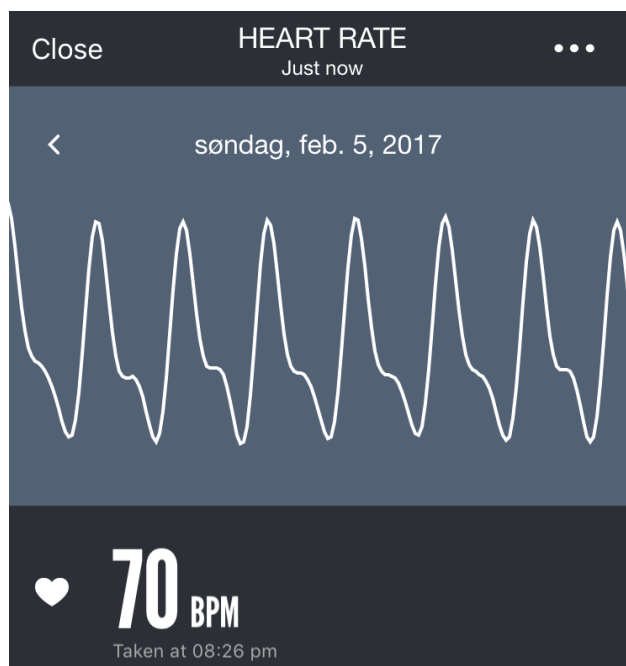 Close
HEART RATE
Just now
søndag, feb. 5, 2017
70 BPM
Taken at 08:26 pm